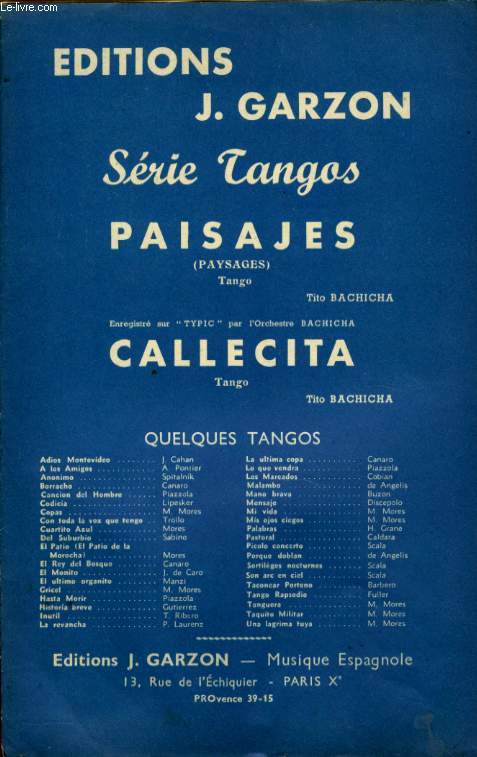 Le-livre.com
EDITIONS
J. GARZON
Série Tangos
PAISAJES
(PAYSAGES)
Tango
Tito BACHICHA
Enregistré sur "TYPIC" par l'Orchestre BACHICHA
CALLECITA
Tango
Tito BACHICHA
QUELQUES TANGOS
Adios Montevideo ........ J. Cahan
A los Amigos ............ A. Pontier
Anonimo ............ Spitalnik
Borracho ............ Canaro
Cancion del Hombre ...... Piazzola
Codicia ............ Lipesker
Copas ............ M. Mores
Con toda la voz que tengo Troilo
Cuartito Azul ............ Mores
Del Suburbio ............ Sabino
El Patio (El Patio de la
Morocha) ............ Mores
El Rey del Bosque ...... Canaro
El Monito ............ J. de Caro
El ultimo organito ...... Manzi
Gricel ............ M. Mores
Hasta Morir ............ Piazzola
Historia breve ............ Gutierrez
Inutil ............ T. Ribero
La revancha ............ P. Laurenz
La ultima copa ............ Canaro
Lo que vendra ............ Piazzola
Los Mareados ............ Cobian
Malambo ............ de Angelis
Mano brava ............ Buzon
Mensaje ............ Discepolo
Mi vida ............ M. Mores
Mis ojos ciegos ............ M. Mores
Palabras ............ H. Grane
Pastoral ............ Caldara
Picolo concerto ............ Scala
Porque doblan ............ de Angelis
Sortilèges nocturnes ...... Scala
Son arc en ciel ............ Scala
Taconear Porteno ........ Barbero
Tango Rapsodie ........ Fuller
Tanguera ............ M. Mores
Taquito Militar ............ M. Mores
Una lagrima tuya ........ M. Mores
Editions J. GARZON — Musique Espagnole
13, Rue de l'Échiquier - PARIS Xe
PROvence 39-15